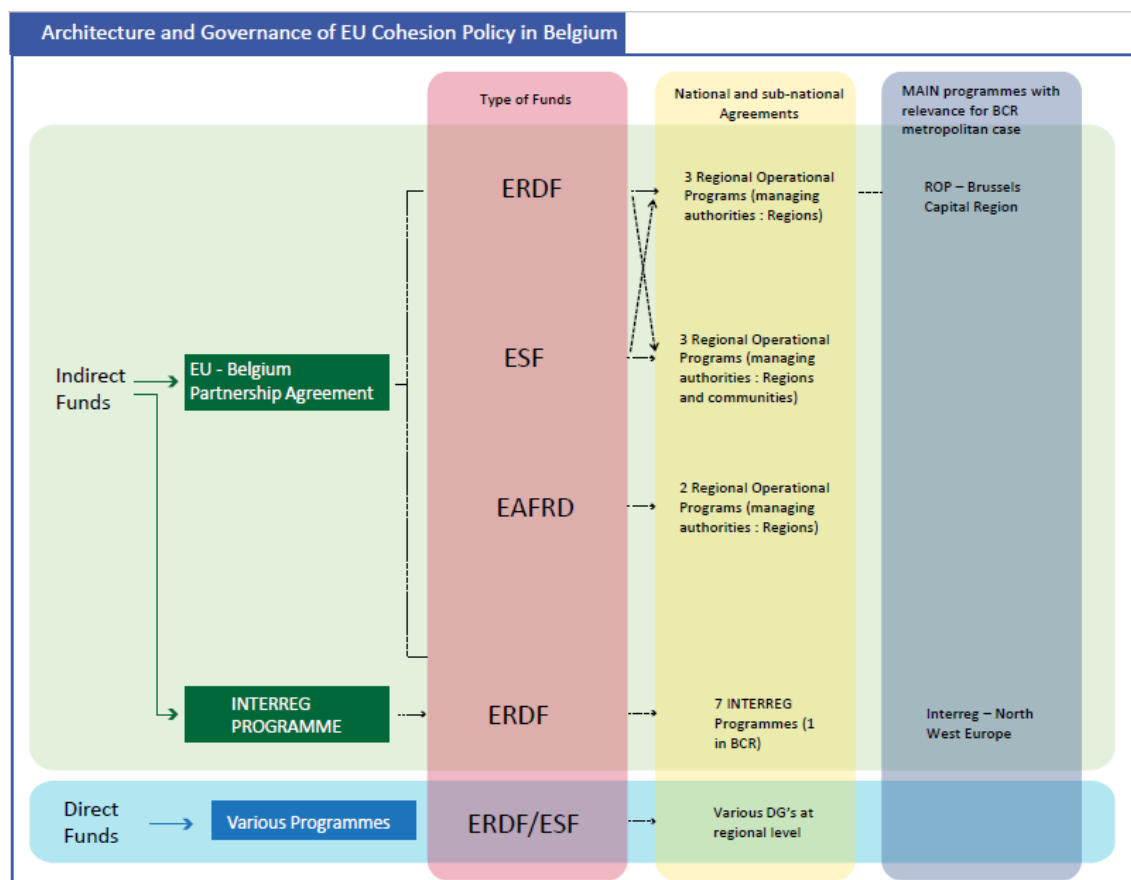 Architecture and Governance of EU Cohesion Policy in Belgium
Type of Funds
National and sub-national
Agreements
MAIN programmes with
relevance for BCR
metropolitan case
ERDF
3 Regional Operational
Programs (managing
authorities : Regions)
ROP – Brussels
Capital Region
Indirect
Funds
EU - Belgium
Partnership Agreement
ESF
3 Regional Operational
Programs (managing
authorities : Regions
and communities)
EAFRD
2 Regional Operational
Programs (managing
authorities : Regions)
INTERREG
PROGRAMME
ERDF
7 INTERREG
Programmes (1
in BCR)
Interreg – North
West Europe
Direct
Funds
Various Programmes
ERDF/ESF
Various DG's at
regional level